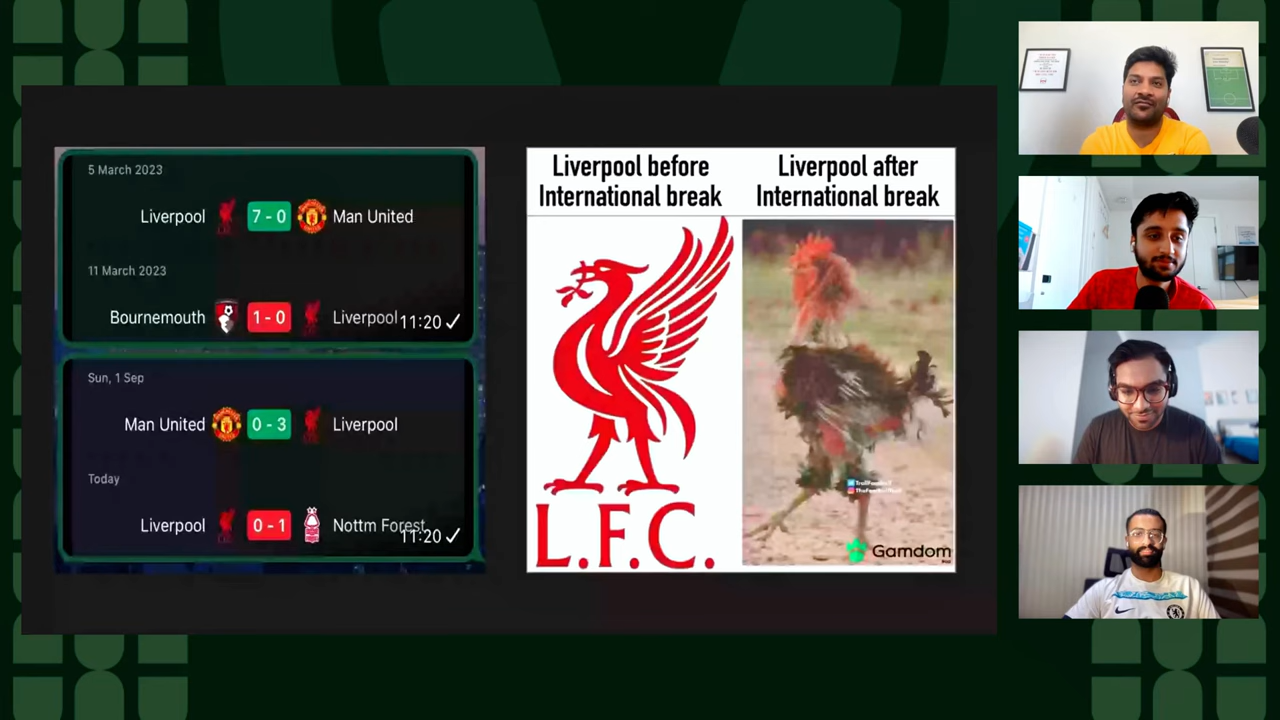 5 March 2023
Liverpool 7 - 0 Man United
11 March 2023
Bournemouth 1 - 0 Liverpool 11:20
Sun, 1 Sep
Man United 0 - 3 Liverpool
Today
Liverpool 0 - 1 Nottm Forest 11:20
Liverpool before
International break
Liverpool after
International break
L.F.C.
Gamdom